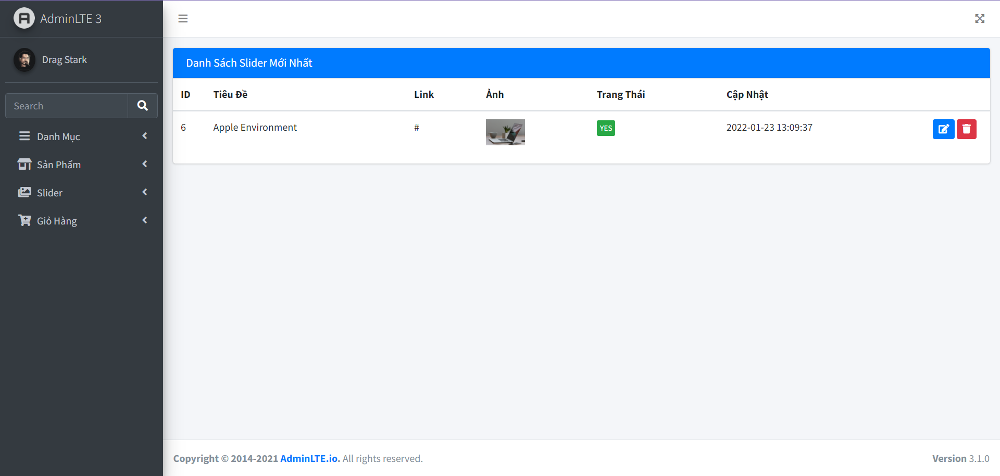 AdminLTE 3
Drag Stark
Search
Danh Mục
Sản Phẩm
Slider
Giỏ Hàng
Danh Sách Slider Mới Nhất
ID Tiêu Đề Link Ảnh Trang Thái Cập Nhật
6 Apple Environment # YES 2022-01-23 13:09:37
Copyright © 2014-2021 AdminLTE.io. All rights reserved.
Version 3.1.0